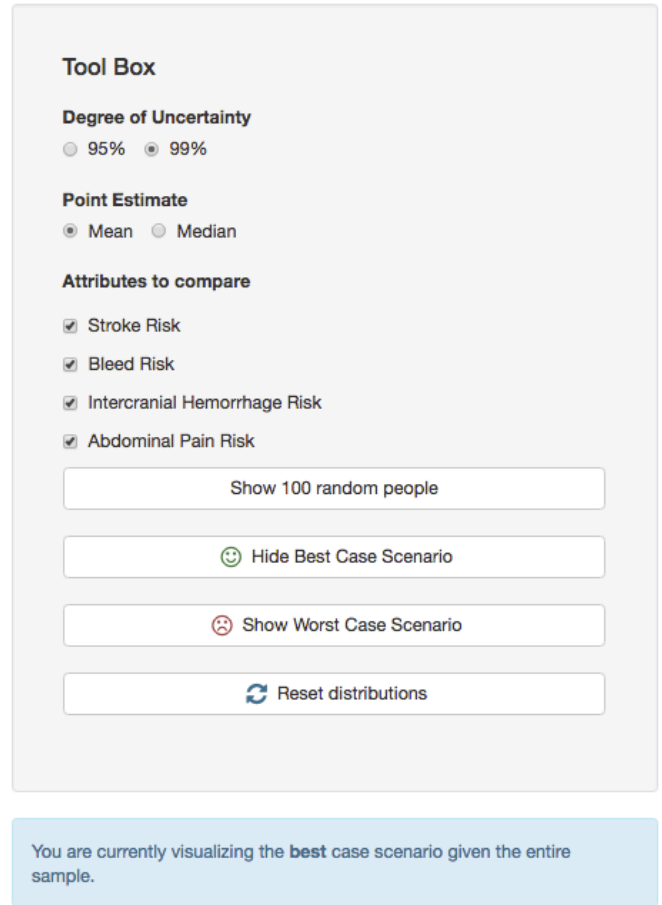 Tool Box
Degree of Uncertainty
95% 99%
Point Estimate
Mean Median
Attributes to compare
Stroke Risk
Bleed Risk
Intercranial Hemorrhage Risk
Abdominal Pain Risk
Show 100 random people
Hide Best Case Scenario
Show Worst Case Scenario
Reset distributions
You are currently visualizing the best case scenario given the entire
sample.